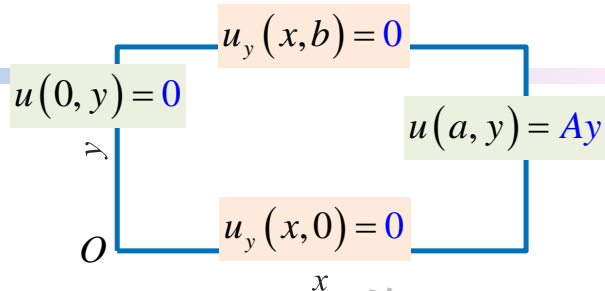 u_y (x,b) = 0
u(0, y) = 0
u(a, y) = Ay
y
u_y (x,0) = 0
O
x